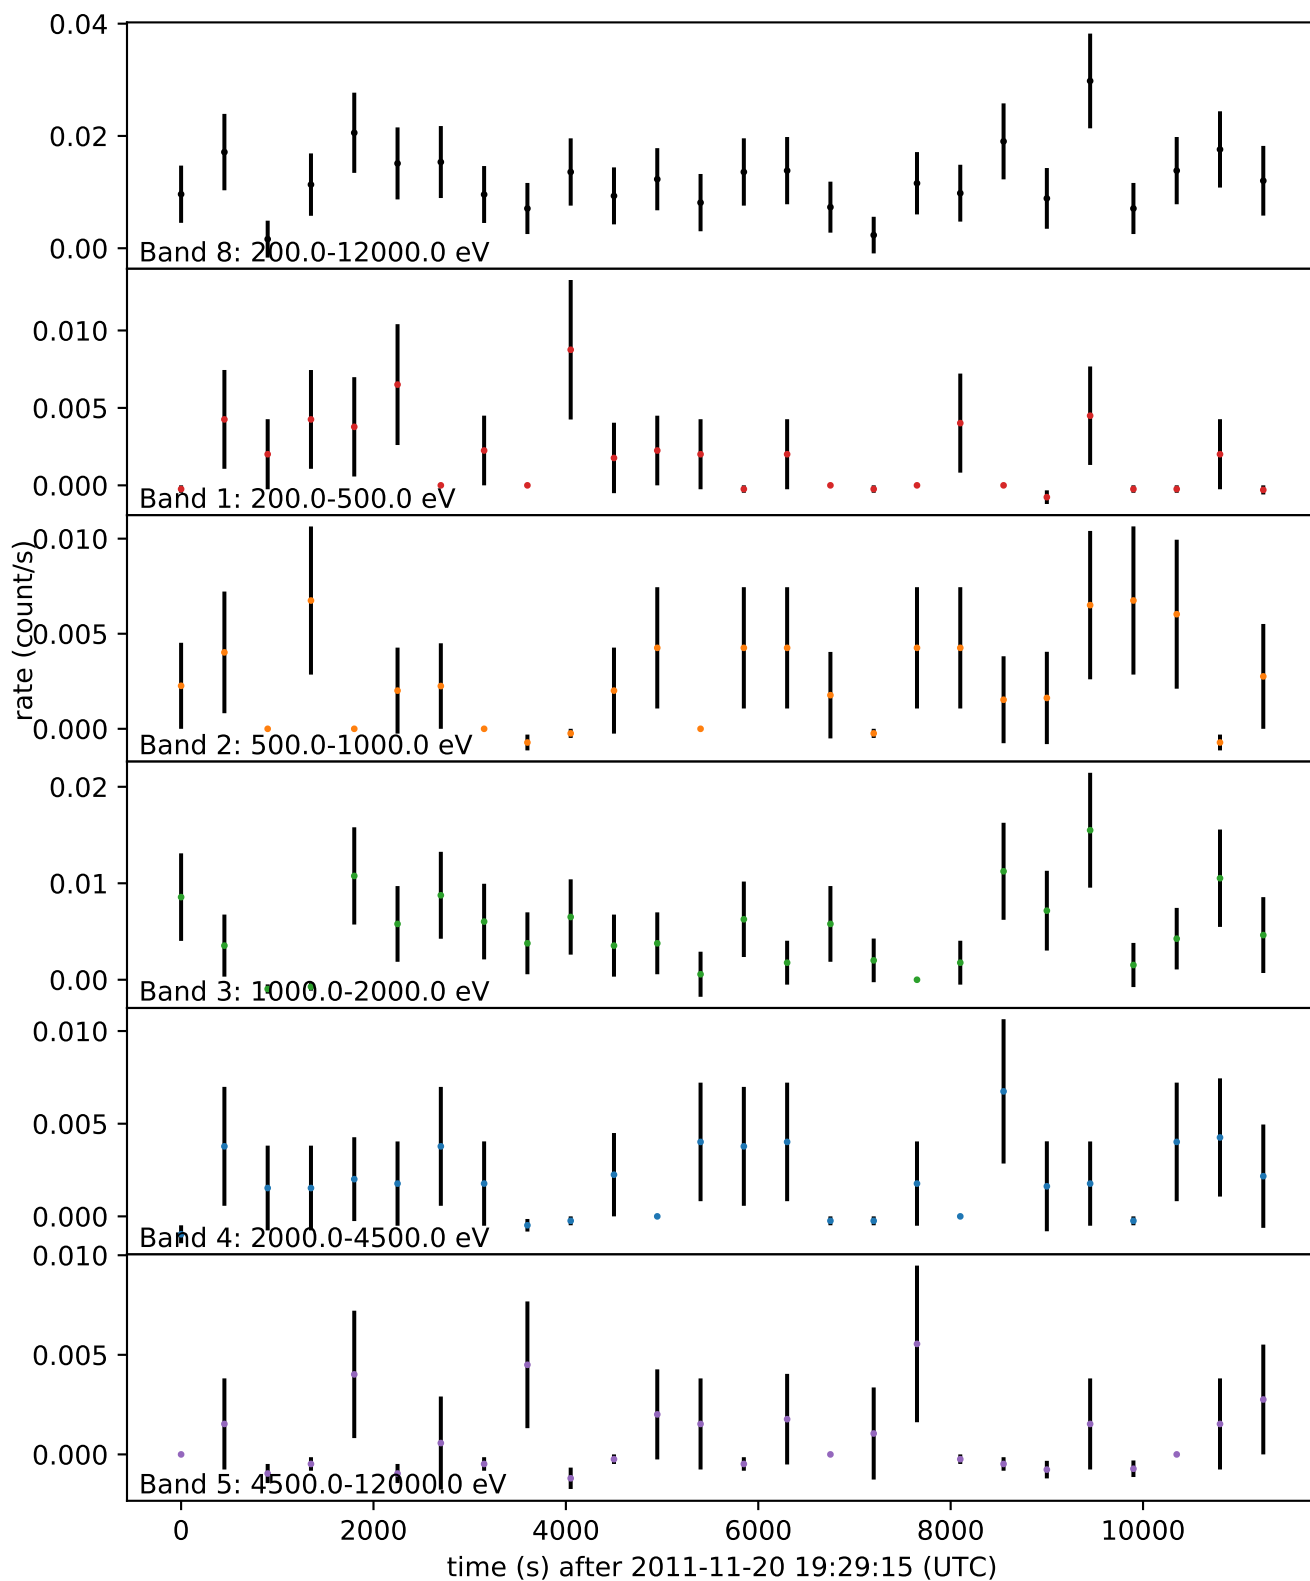 0.04
0.02
0.00
Band 8: 200.0-12000.0 eV
0.010
0.005
0.000
Band 1: 200.0-500.0 eV
0.010
0.005
0.000
Band 2: 500.0-1000.0 eV
rate (count/s)
0.02
0.01
0.00
Band 3: 1000.0-2000.0 eV
0.010
0.005
0.000
Band 4: 2000.0-4500.0 eV
0.010
0.005
0.000
Band 5: 4500.0-12000.0 eV
0 2000 4000 6000 8000 10000
time (s) after 2011-11-20 19:29:15 (UTC)